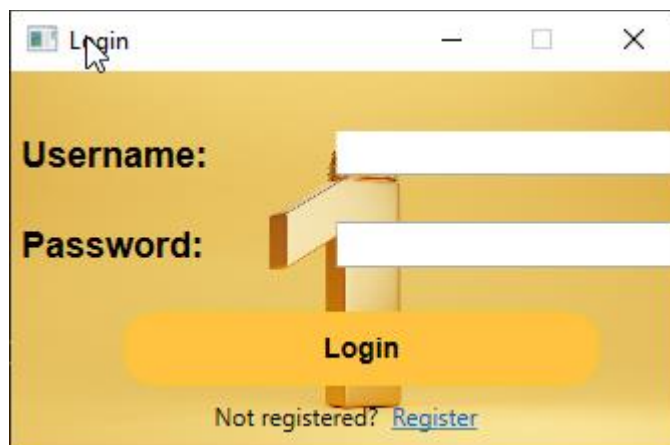 Login
Username:
Password:
Login
Not registered? Register